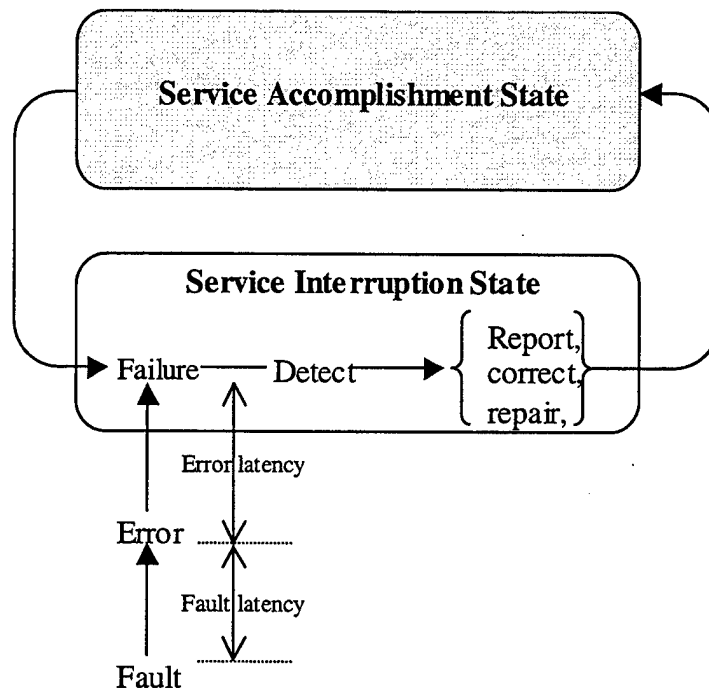 Service Accomplishment State
Service Interruption State
Failure
Detect
Report,
correct,
repair,
Error latency
Error
Fault latency
Fault